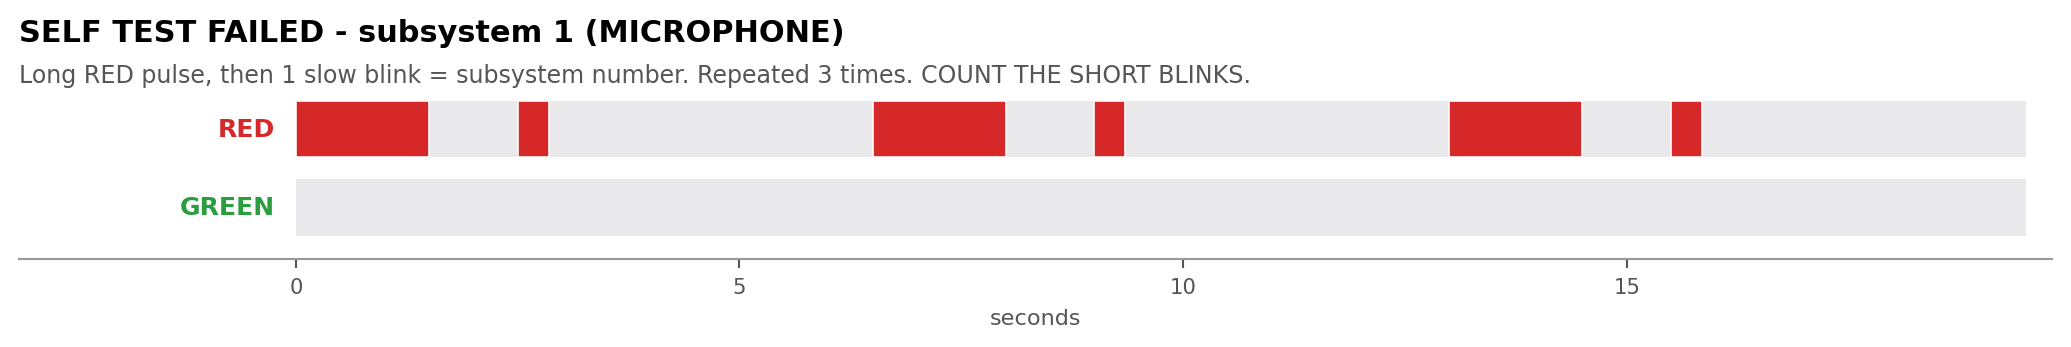 SELF TEST FAILED - subsystem 1 (MICROPHONE)
Long RED pulse, then 1 slow blink = subsystem number. Repeated 3 times. COUNT THE SHORT BLINKS.
RED
GREEN
0 5 10 15
seconds